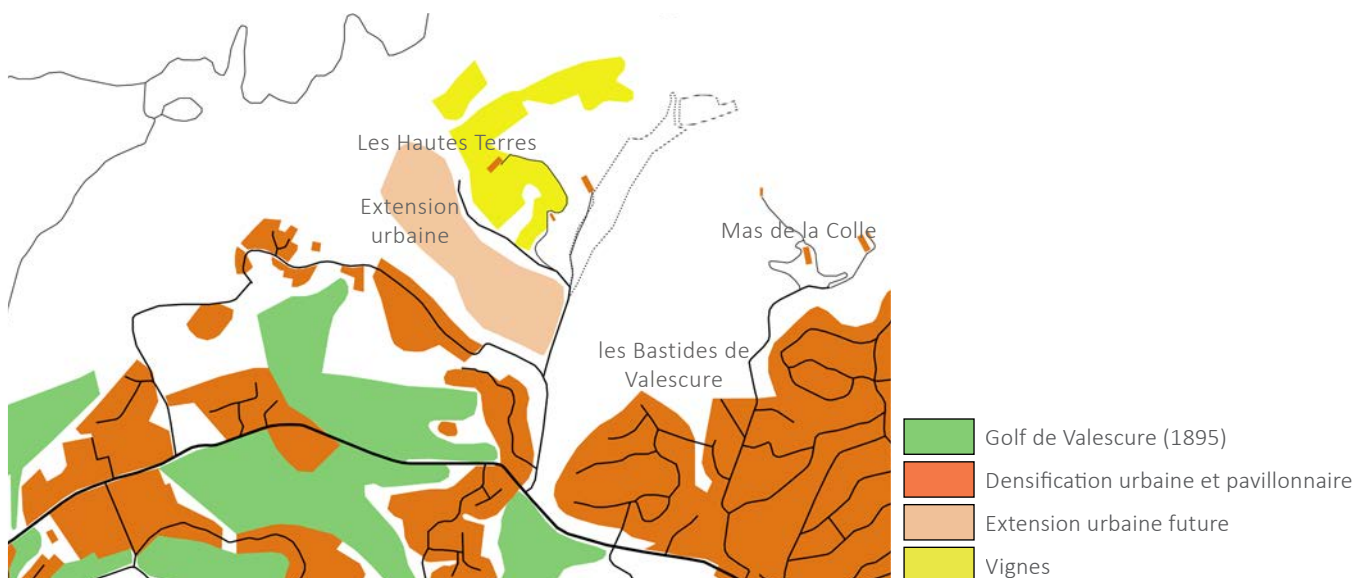 Les Hautes Terres
Extension
urbaine
Mas de la Colle
les Bastides de
Valescure
Golf de Valescure (1895)
Densification urbaine et pavillonnaire
Extension urbaine future
Vignes